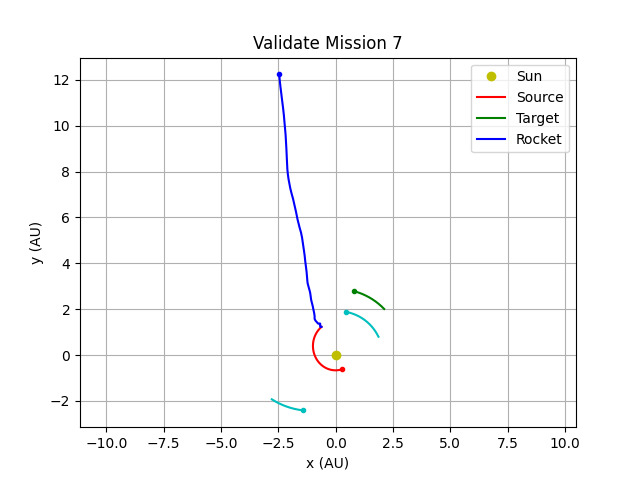 Validate Mission 7
Sun
Source
Target
Rocket
12
10
8
6
4
2
0
−2
y (AU)
−10.0 −7.5 −5.0 −2.5 0.0 2.5 5.0 7.5 10.0
x (AU)